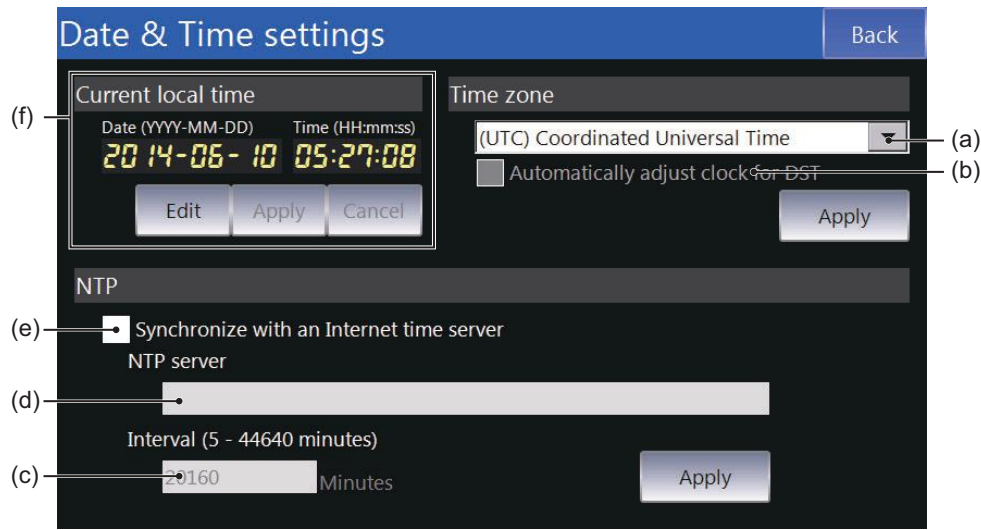 Date & Time settings
Back
Current local time
Date (YYYY-MM-DD) Time (HH:mm:ss)
2014-06-10 05:27:08
Edit Apply Cancel
(f)
Time zone
(UTC) Coordinated Universal Time
(a)
Automatically adjust clock for DST
(b)
Apply
NTP
(e)
Synchronize with an Internet time server
NTP server
(d)
Interval (5 - 44640 minutes)
(c)
20160 Minutes
Apply